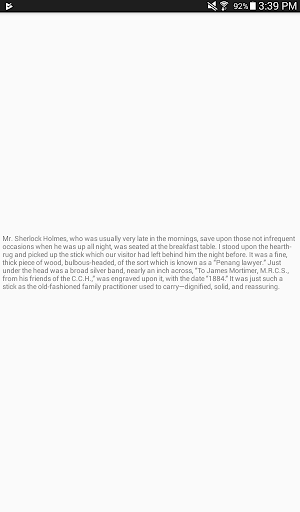 92% 3:39 PM
Mr. Sherlock Holmes, who was usually very late in the mornings, save upon those not infrequent
occasions when he was up all night, was seated at the breakfast table. I stood upon the hearth-
rug and picked up the stick which our visitor had left behind him the night before. It was a fine,
thick piece of wood, bulbous-headed, of the sort which is known as a “Penang lawyer.” Just
under the head was a broad silver band, nearly an inch across, “To James Mortimer, M.R.C.S.,
from his friends of the C.C.H.,” was engraved upon it, with the date “1884.” It was just such a
stick as the old-fashioned family practitioner used to carry—dignified, solid, and reassuring.